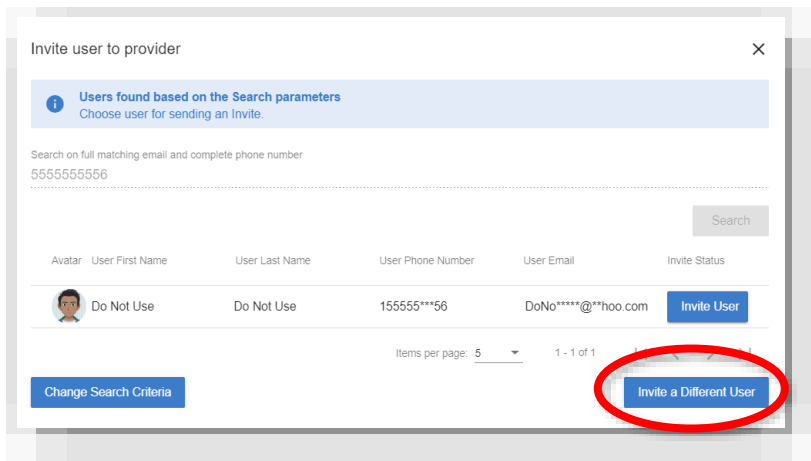 Invite user to provider
Users found based on the Search parameters
Choose user for sending an Invite.
Search on full matching email and complete phone number
5555555556
Search
Avatar User First Name User Last Name User Phone Number User Email Invite Status
Do Not Use Do Not Use 155555***56 DoNo*****@**hoo.com Invite User
Items per page: 5 1 - 1 of 1
Change Search Criteria Invite a Different User